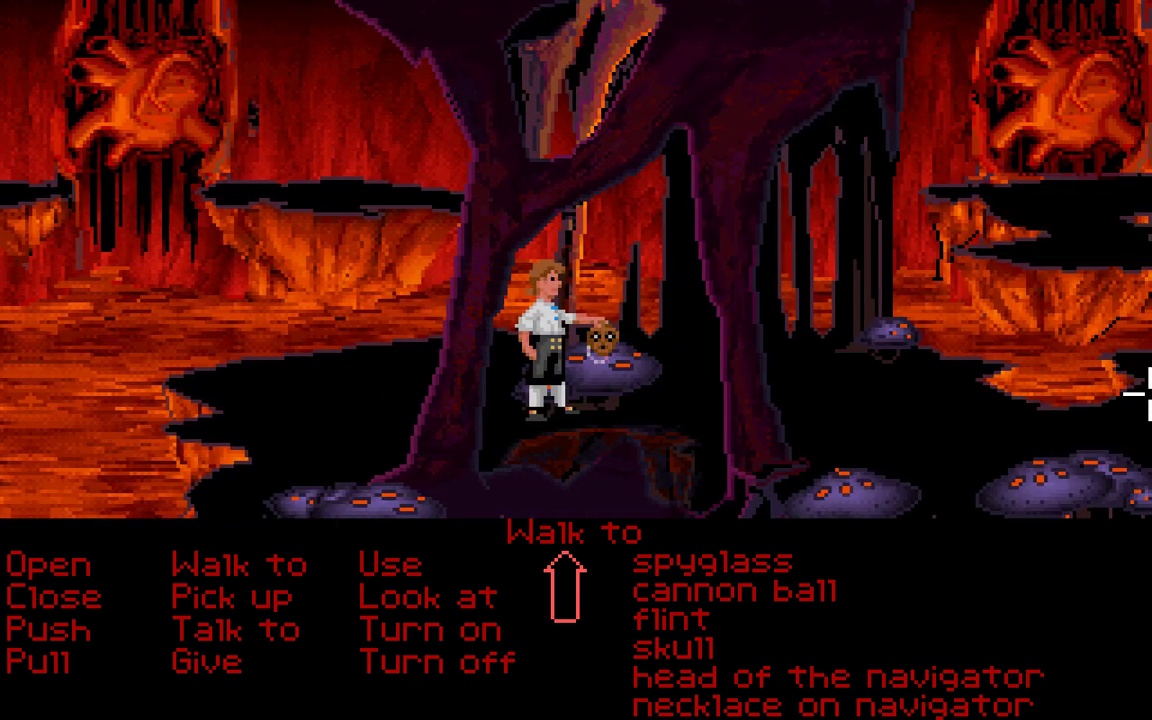 Walk to
Open Walk to Use spyglass
Close Pick up Look at cannon ball
Push Talk to Turn on flint
Pull Give Turn off skull
head of the navigator
necklace on navigator